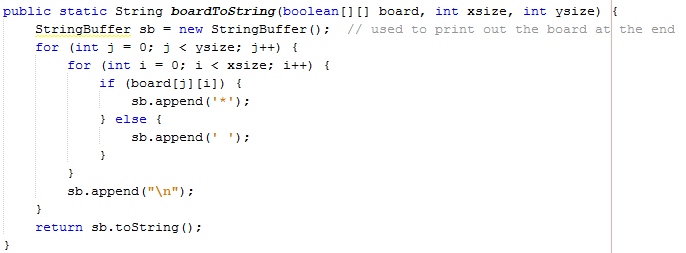 public static String boardToString(boolean[][] board, int xsize, int ysize) {
    StringBuffer sb = new StringBuffer();  // used to print out the board at the end
    for (int j = 0; j < ysize; j++) {
        for (int i = 0; i < xsize; i++) {
            if (board[j][i]) {
                sb.append('*');
            } else {
                sb.append(' ');
            }
        }
        sb.append("\n");
    }
    return sb.toString();
}